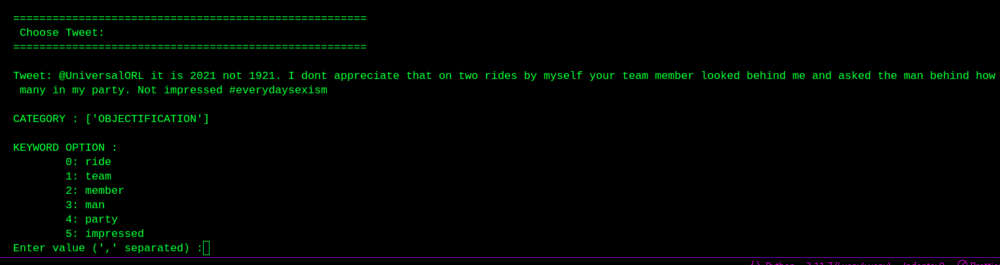 ======================================================
Choose Tweet:
======================================================
Tweet: @UniversalORL it is 2021 not 1921. I dont appreciate that on two rides by myself your team member looked behind me and asked the man behind how
many in my party. Not impressed #everydaysexism
CATEGORY : ['OBJECTIFICATION']
KEYWORD OPTION :
0: ride
1: team
2: member
3: man
4: party
5: impressed
Enter value (',' separated) :